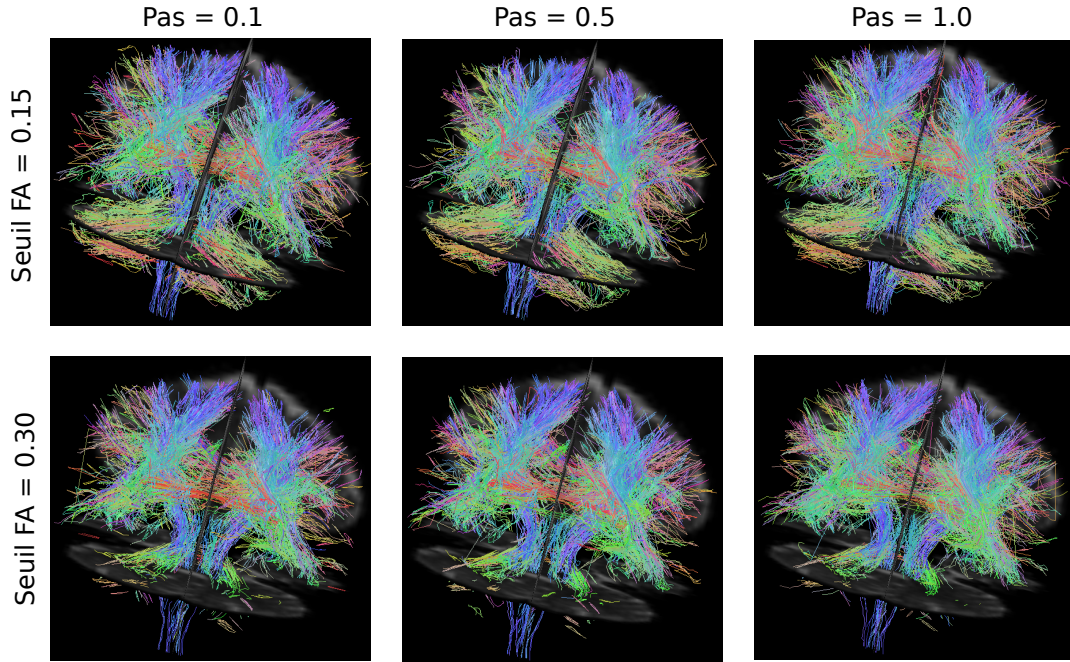 Pas = 0.1
Pas = 0.5
Pas = 1.0
Seuil FA = 0.15
Seuil FA = 0.30